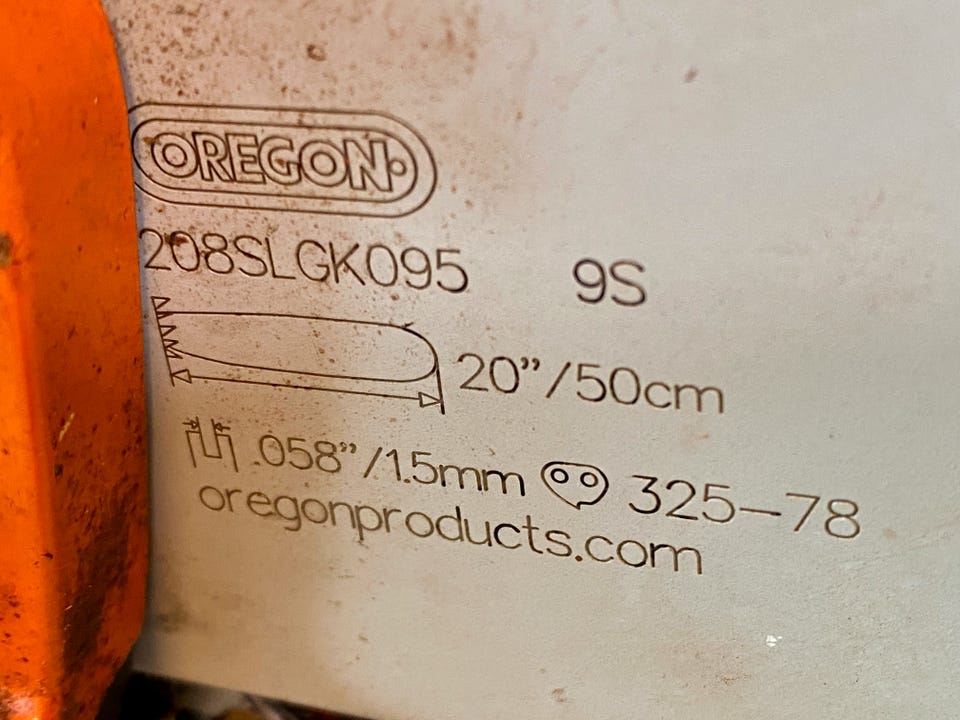 OREGON
208SLGK095 9S
20”/50cm
.058”/1.5mm 325-78
oregonproducts.com